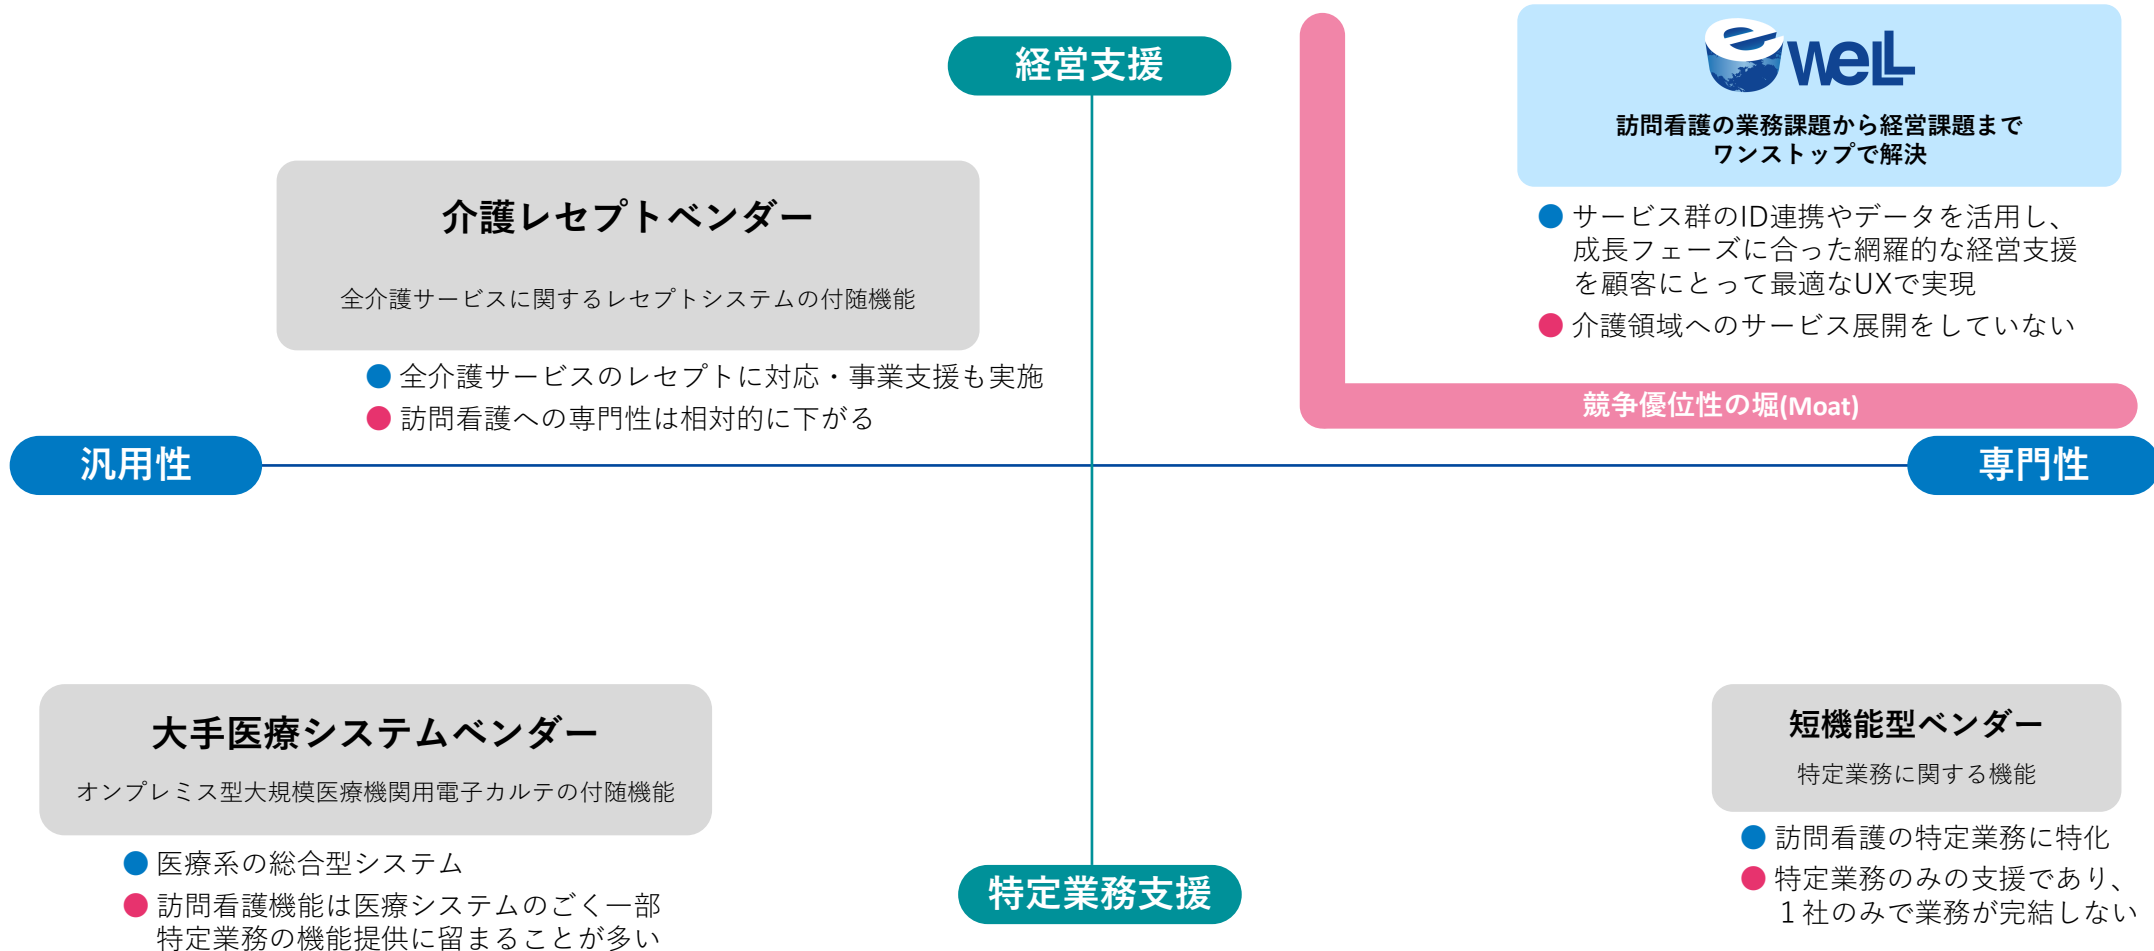 経営支援
eWeLL
訪問看護の業務課題から経営課題まで
ワンストップで解決
サービス群のID連携やデータを活用し、
成長フェーズに合った網羅的な経営支援
を顧客にとって最適なUXで実現
介護領域へのサービス展開をしていない
介護レセプトベンダー
全介護サービスに関するレセプトシステムの付随機能
全介護サービスのレセプトに対応・事業支援も実施
訪問看護への専門性は相対的に下がる
競争優位性の堀(Moat)
汎用性
専門性
大手医療システムベンダー
オンプレミス型大規模医療機関用電子カルテの付随機能
医療系の総合型システム
訪問看護機能は医療システムのごく一部
特定業務の機能提供に留まることが多い
特定業務支援
短機能型ベンダー
特定業務に関する機能
訪問看護の特定業務に特化
特定業務のみの支援であり、
１社のみで業務が完結しない